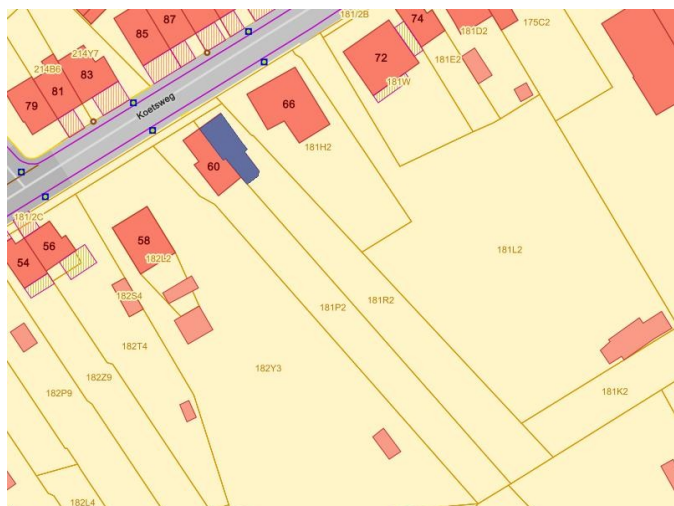 181/2B
87
74
175C2
85
181D2
214Y7
72
181E2
83
214B6
181W
81
79
Koetsweg
66
181H2
60
181/2C
56
58
181L2
54
182L2
182S4
181R2
181P2
182T4
182Y3
182Z9
181K2
182P9
182L4